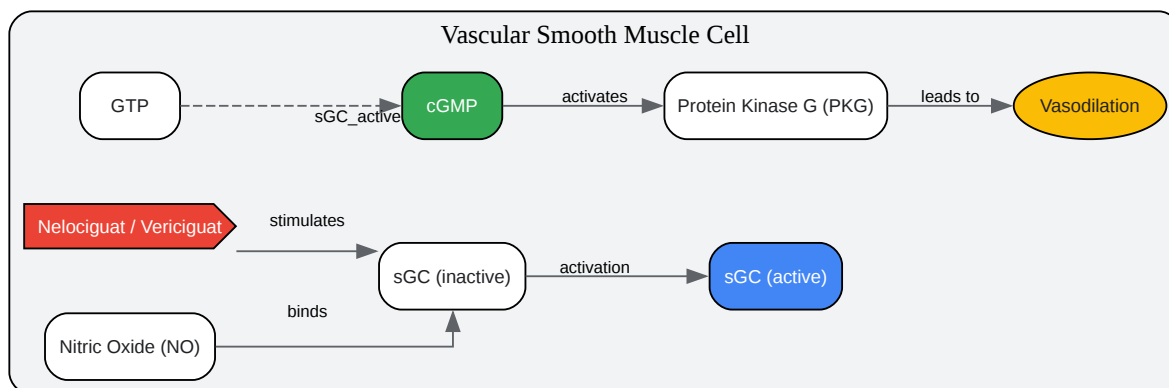 Vascular Smooth Muscle Cell
GTP
sGC_active
cGMP
activates
Protein Kinase G (PKG)
leads to
Vasodilation
Nelociguat / Vericiguat
stimulates
sGC (inactive)
activation
sGC (active)
binds
Nitric Oxide (NO)